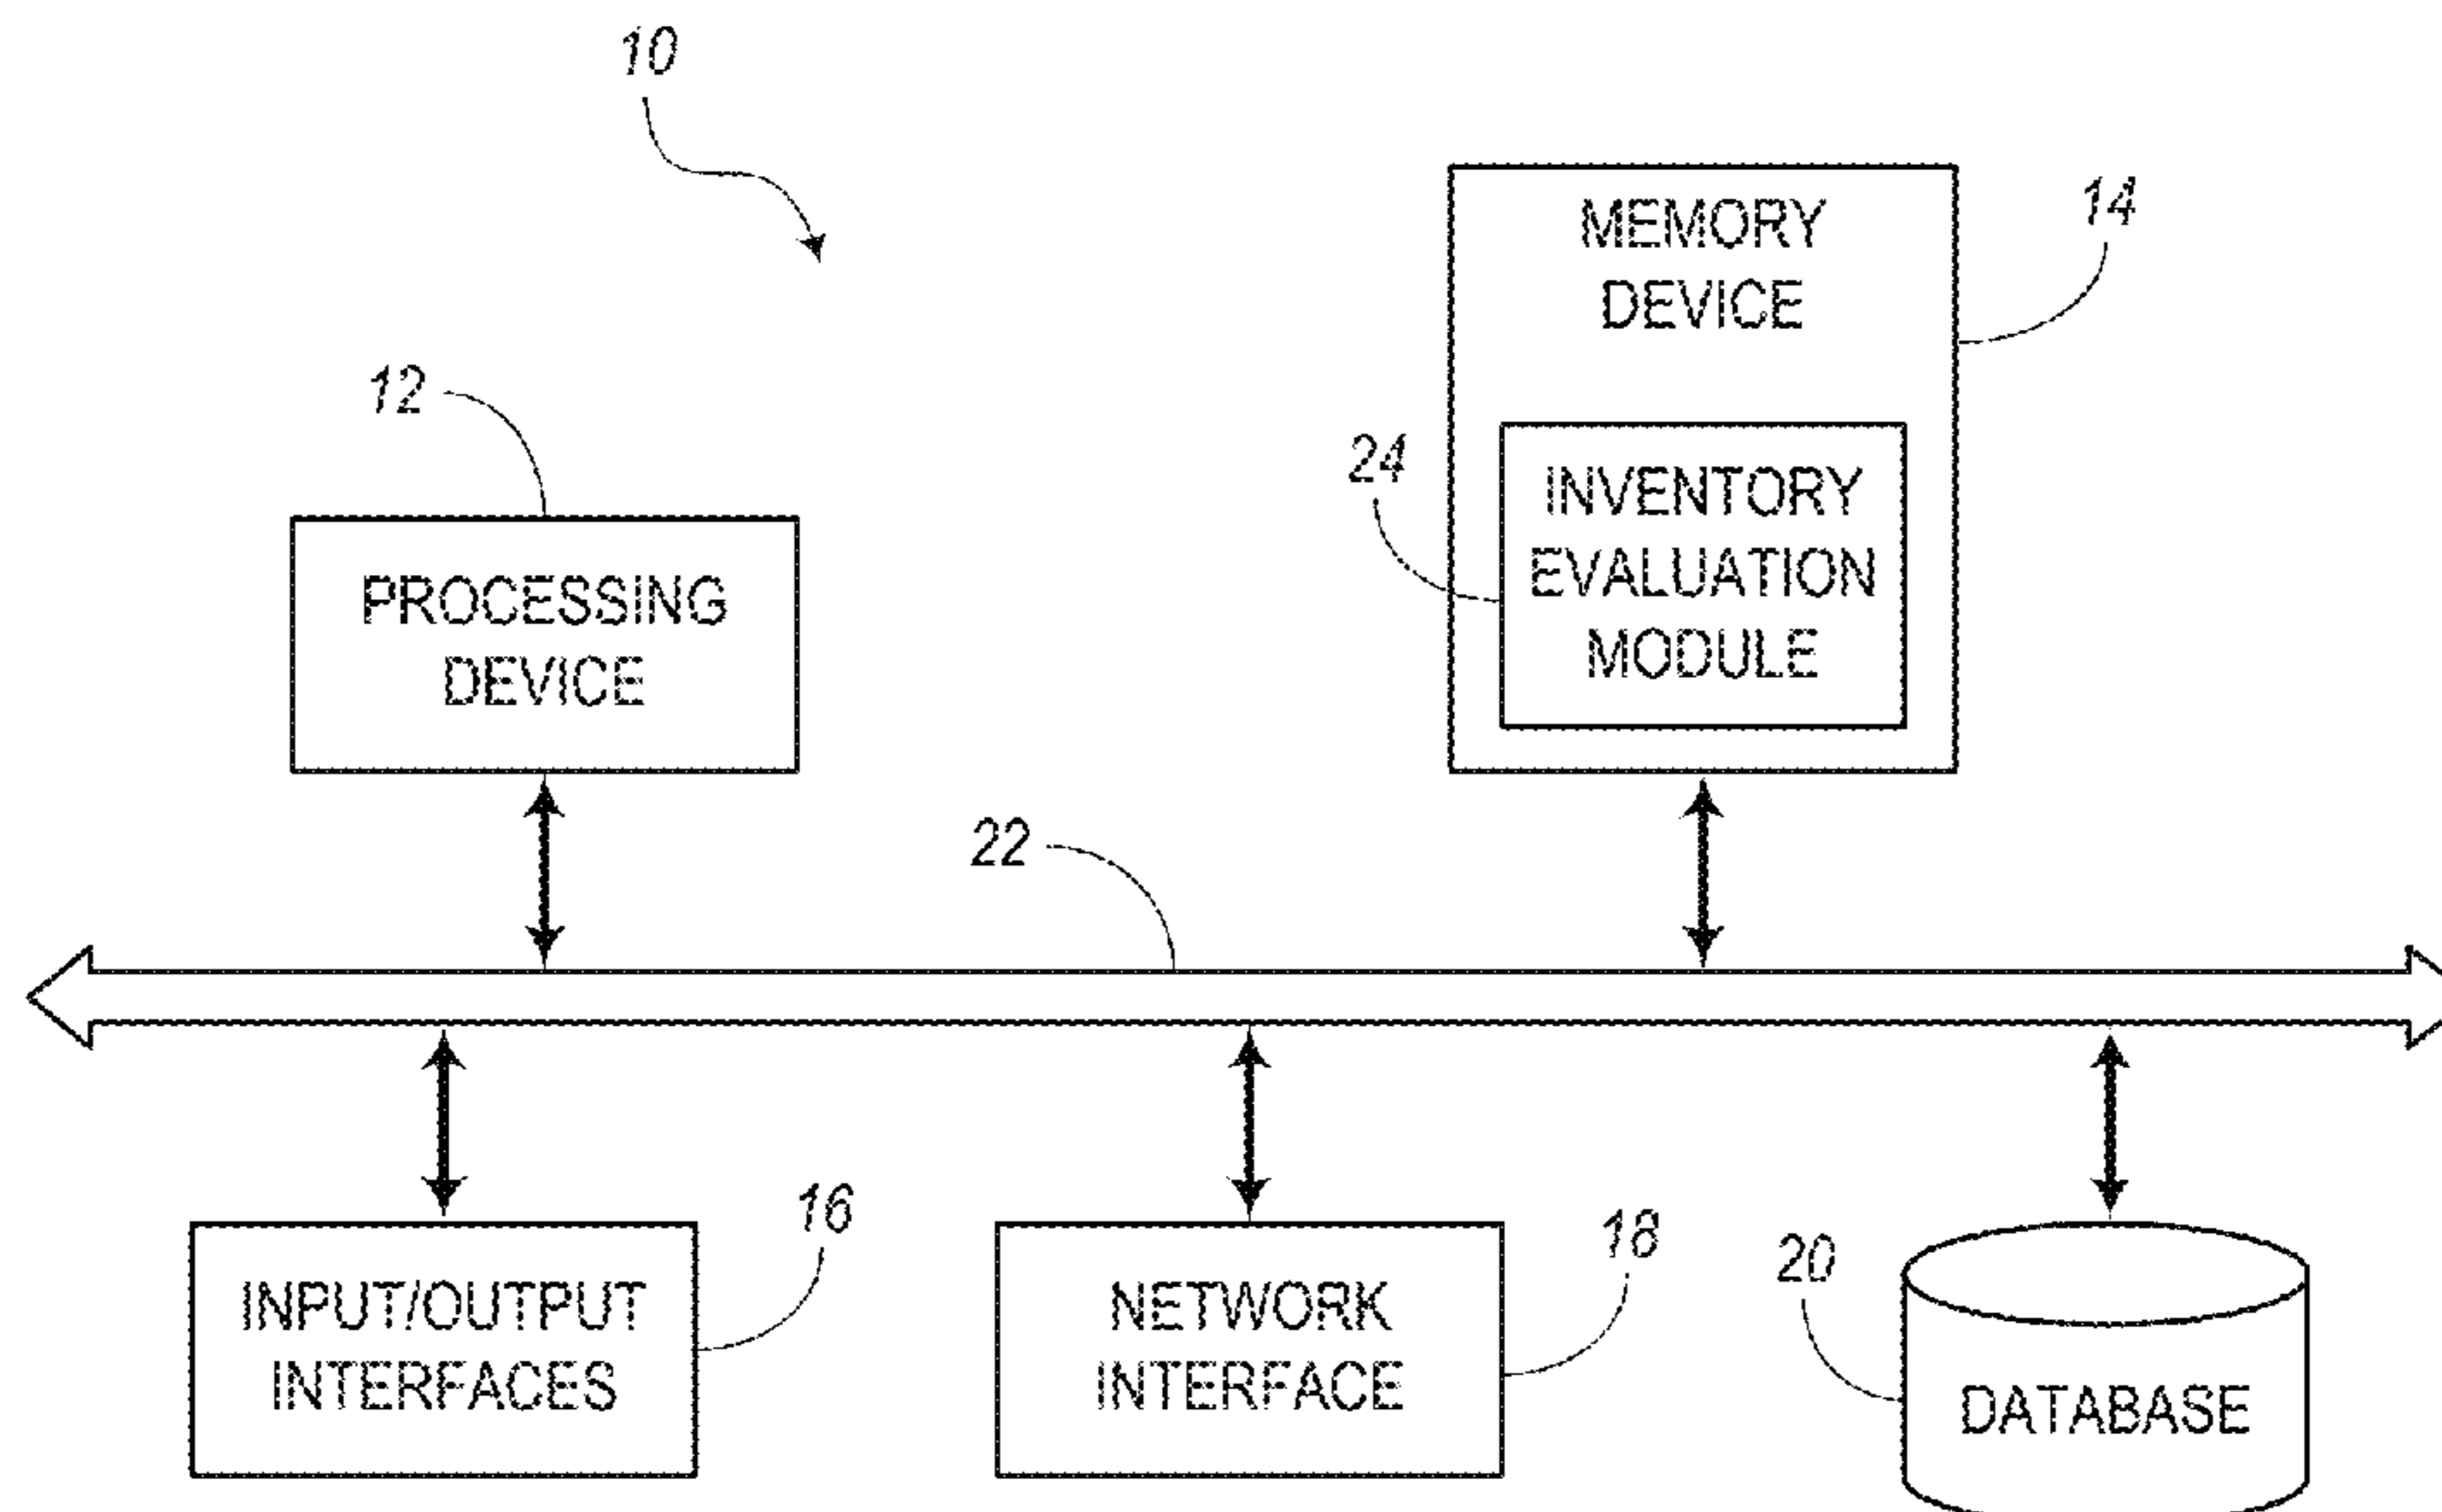 10
MEMORY
DEVICE
14
12
24
INVENTORY
EVALUATION
MODULE
PROCESSING
DEVICE
22
16
INPUT/OUTPUT
INTERFACES
18
NETWORK
INTERFACE
20
DATABASE